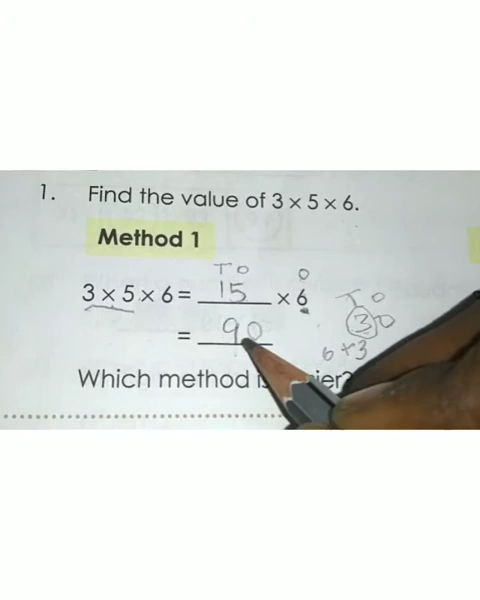 1. Find the value of 3 × 5 × 6.
Method 1
T O O
3 × 5 × 6 = 15 × 6
T O
30
= 90
6 + 3
Which method